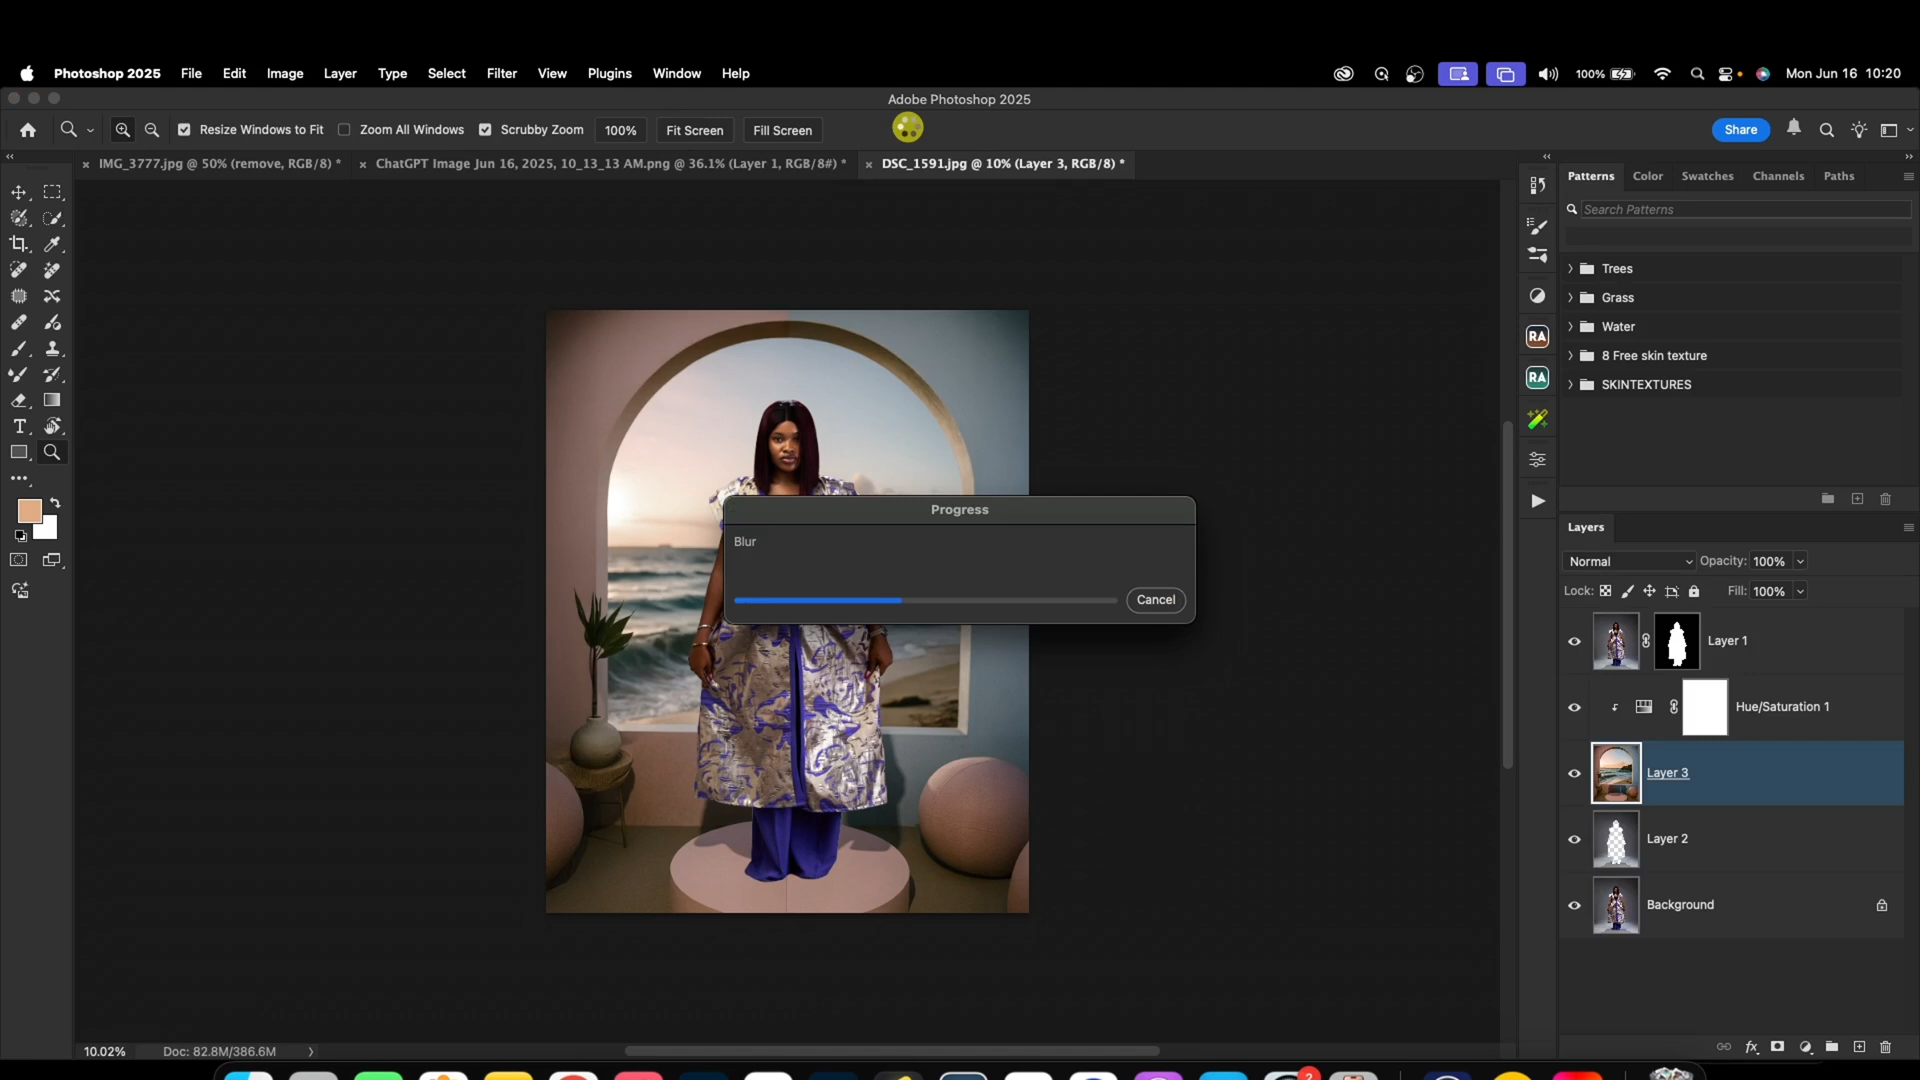 Photoshop 2025 File Edit Image Layer Type Select Filter View Plugins Window Help 100% Mon Jun 16 10:20
Adobe Photoshop 2025
Resize Windows to Fit Zoom All Windows Scrubby Zoom 100% Fit Screen Fill Screen Share
IMG_3777.jpg @ 50% (remove, RGB/8) * ChatGPT Image Jun 16, 2025, 10_13_13 AM.png @ 36.1% (Layer 1, RGB/8#) * DSC_1591.jpg @ 10% (Layer 3, RGB/8) *
Patterns Color Swatches Channels Paths
Search Patterns
Trees
Grass
Water
8 Free skin texture
SKINTEXTURES
RA
RA
Progress
Blur
Cancel
Layers
Normal Opacity: 100%
Lock: Fill: 100%
Layer 1
Hue/Saturation 1
Layer 3
Layer 2
Background
10.02% Doc: 82.8M/386.6M
2